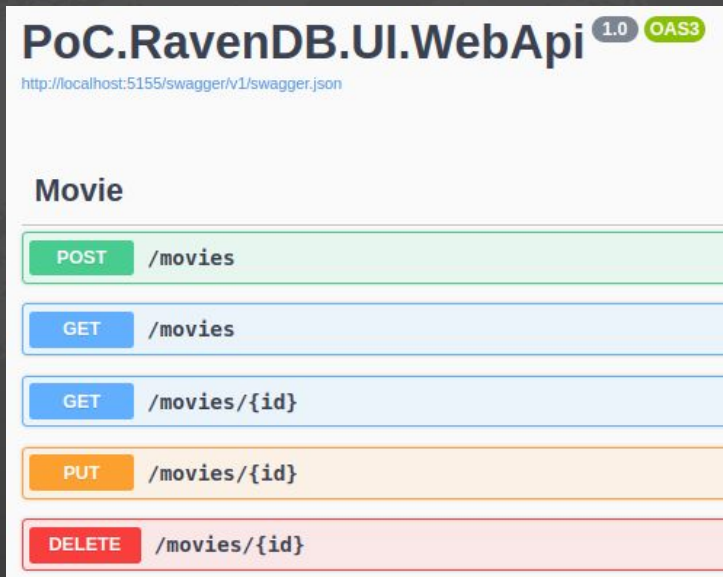 PoC.RavenDB.UI.WebApi 1.0 OAS3
http://localhost:5155/swagger/v1/swagger.json
Movie
POST /movies
GET /movies
GET /movies/{id}
PUT /movies/{id}
DELETE /movies/{id}